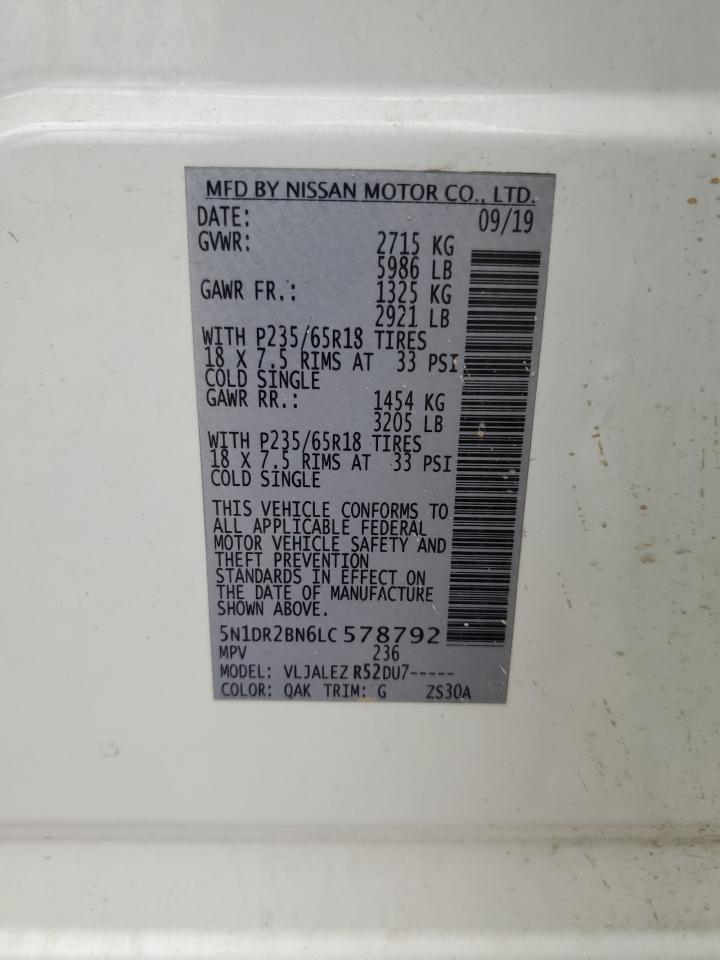 MFD BY NISSAN MOTOR CO., LTD.
DATE: 09/19
GVWR: 2715 KG
5986 LB
GAWR FR.: 1325 KG
2921 LB
WITH P235/65R18 TIRES
18 X 7.5 RIMS AT 33 PSI
COLD SINGLE
GAWR RR.: 1454 KG
3205 LB
WITH P235/65R18 TIRES
18 X 7.5 RIMS AT 33 PSI
COLD SINGLE
THIS VEHICLE CONFORMS TO
ALL APPLICABLE FEDERAL
MOTOR VEHICLE SAFETY AND
THEFT PREVENTION
STANDARDS IN EFFECT ON
THE DATE OF MANUFACTURE
SHOWN ABOVE.
5N1DR2BN6LC 578792
MPV 236
MODEL: VLJALEZ R52DU7-----
COLOR: QAK TRIM: G ZS30A